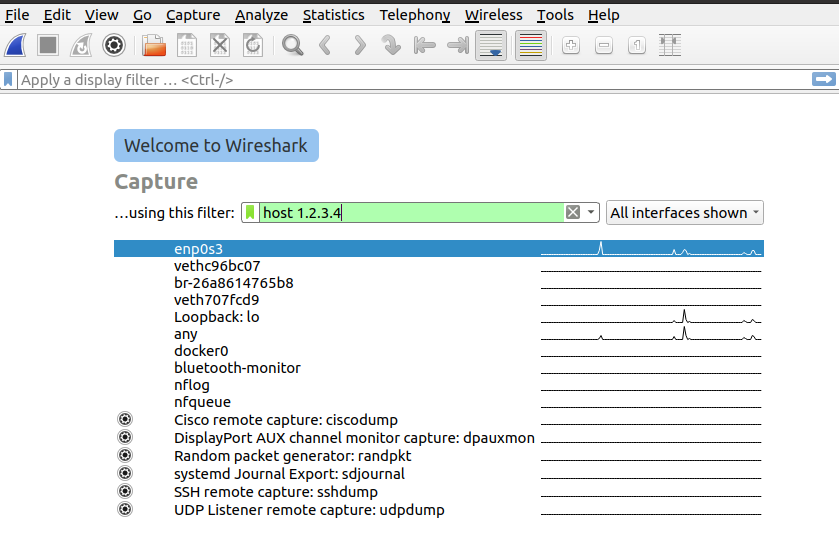 File Edit View Go Capture Analyze Statistics Telephony Wireless Tools Help
Apply a display filter … <Ctrl-/>
Welcome to Wireshark
Capture
…using this filter: host 1.2.3.4 All interfaces shown
enp0s3
vethc96bc07
br-26a8614765b8
veth707fcd9
Loopback: lo
any
docker0
bluetooth-monitor
nflog
nfqueue
Cisco remote capture: ciscodump
DisplayPort AUX channel monitor capture: dpauxmon
Random packet generator: randpkt
systemd Journal Export: sdjournal
SSH remote capture: sshdump
UDP Listener remote capture: udpdump